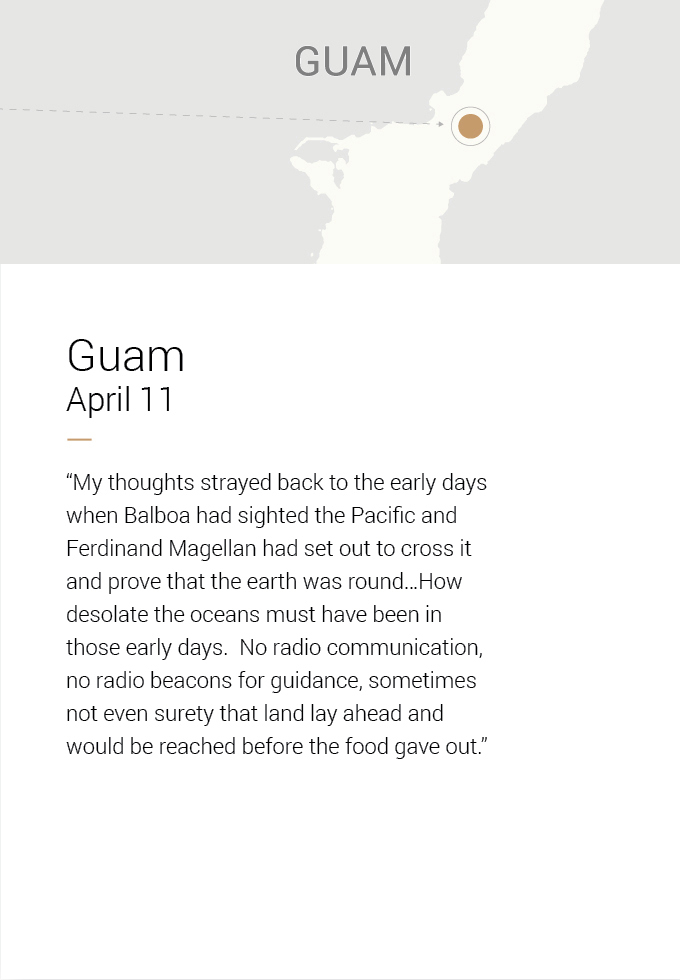 GUAM
Guam
April 11
“My thoughts strayed back to the early days
when Balboa had sighted the Pacific and
Ferdinand Magellan had set out to cross it
and prove that the earth was round...How
desolate the oceans must have been in
those early days.  No radio communication,
no radio beacons for guidance, sometimes
not even surety that land lay ahead and
would be reached before the food gave out.”